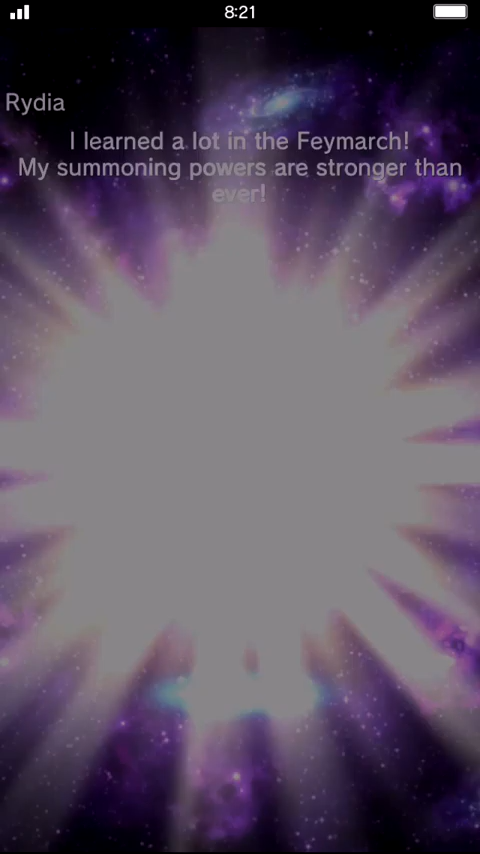 8:21
Rydia
I learned a lot in the Feymarch!
My summoning powers are stronger than
ever!